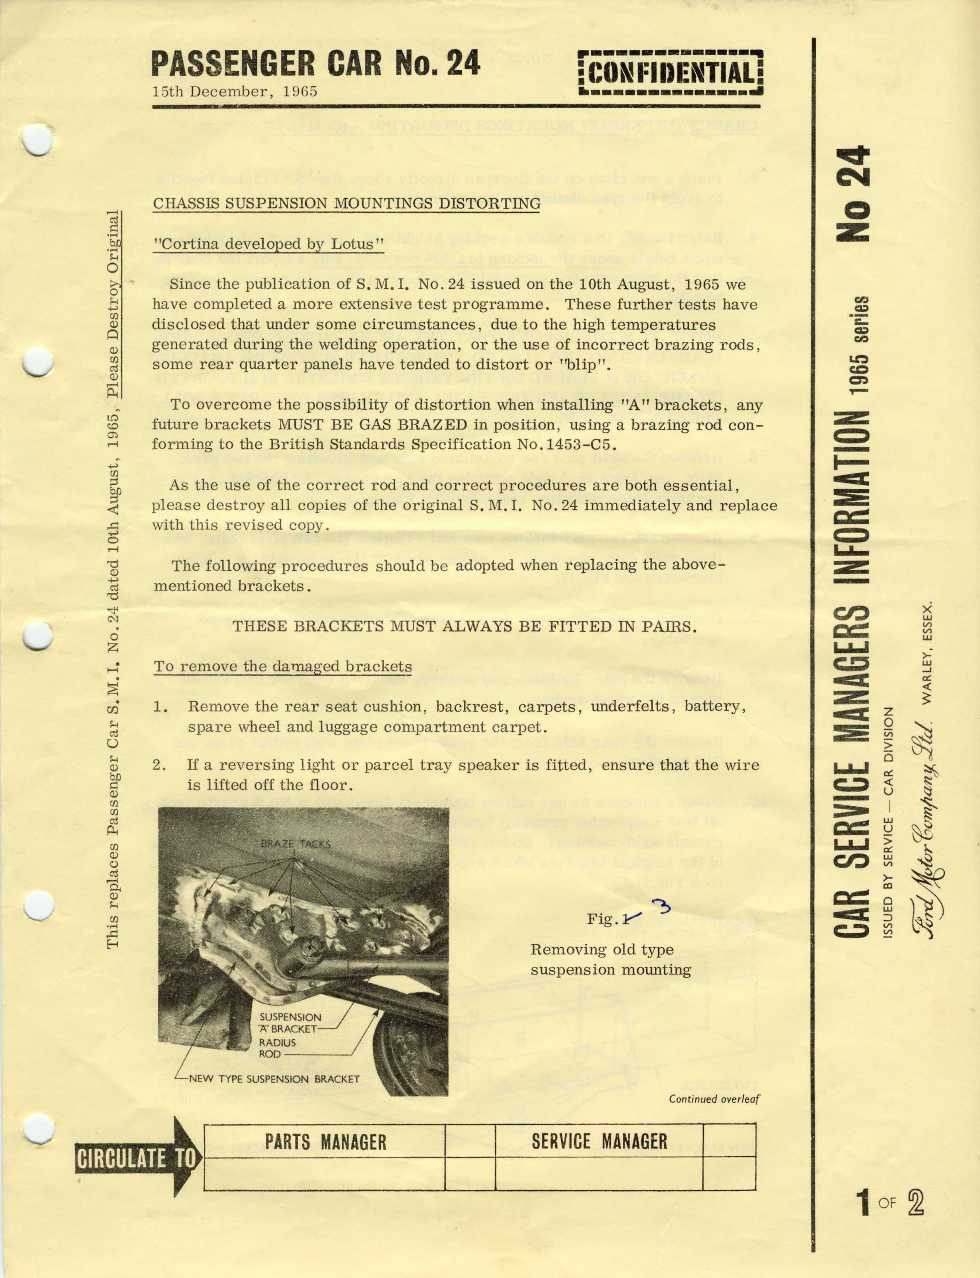 PASSENGER CAR No. 24
CONFIDENTIAL
15th December, 1965
CHASSIS SUSPENSION MOUNTINGS DISTORTING
"Cortina developed by Lotus"
Since the publication of S.M.I. No.24 issued on the 10th August, 1965 we
have completed a more extensive test programme. These further tests have
disclosed that under some circumstances, due to the high temperatures
generated during the welding operation, or the use of incorrect brazing rods,
some rear quarter panels have tended to distort or "blip".
To overcome the possibility of distortion when installing "A" brackets, any
future brackets MUST BE GAS BRAZED in position, using a brazing rod con-
forming to the British Standards Specification No.1453-C5.
As the use of the correct rod and correct procedures are both essential,
please destroy all copies of the original S.M.I. No.24 immediately and replace
with this revised copy.
The following procedures should be adopted when replacing the above-
mentioned brackets.
THESE BRACKETS MUST ALWAYS BE FITTED IN PAIRS.
To remove the damaged brackets
1. Remove the rear seat cushion, backrest, carpets, underfelts, battery,
spare wheel and luggage compartment carpet.
2. If a reversing light or parcel tray speaker is fitted, ensure that the wire
is lifted off the floor.
BRAZE TACKS
SUSPENSION
'A' BRACKET
RADIUS
ROD
NEW TYPE SUSPENSION BRACKET
Fig.1 3
Removing old type
suspension mounting
Continued overleaf
CIRCULATE TO
PARTS MANAGER
SERVICE MANAGER
This replaces Passenger Car S.M.I. No.24 dated 10th August, 1965, Please Destroy Original
CAR SERVICE MANAGERS INFORMATION 1965 series No 24
ISSUED BY SERVICE — CAR DIVISION
Ford Motor Company, Ltd. WARLEY, ESSEX.
1 OF 2